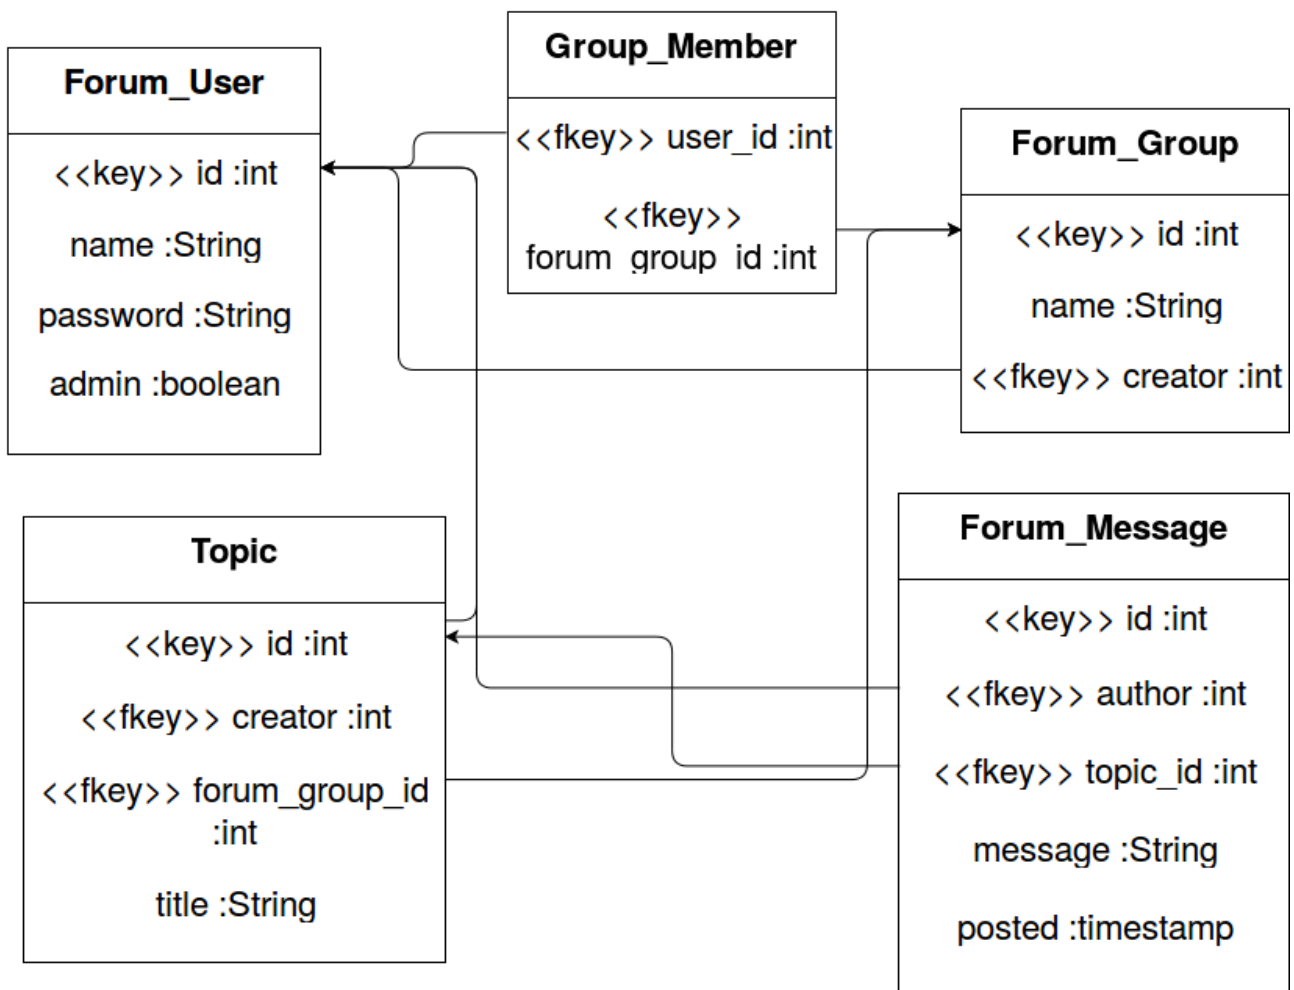 Forum_User
<<key>> id :int
name :String
password :String
admin :boolean
Group_Member
<<fkey>> user_id :int
<<fkey>>
forum_group_id :int
Forum_Group
<<key>> id :int
name :String
<<fkey>> creator :int
Topic
<<key>> id :int
<<fkey>> creator :int
<<fkey>> forum_group_id
:int
title :String
Forum_Message
<<key>> id :int
<<fkey>> author :int
<<fkey>> topic_id :int
message :String
posted :timestamp